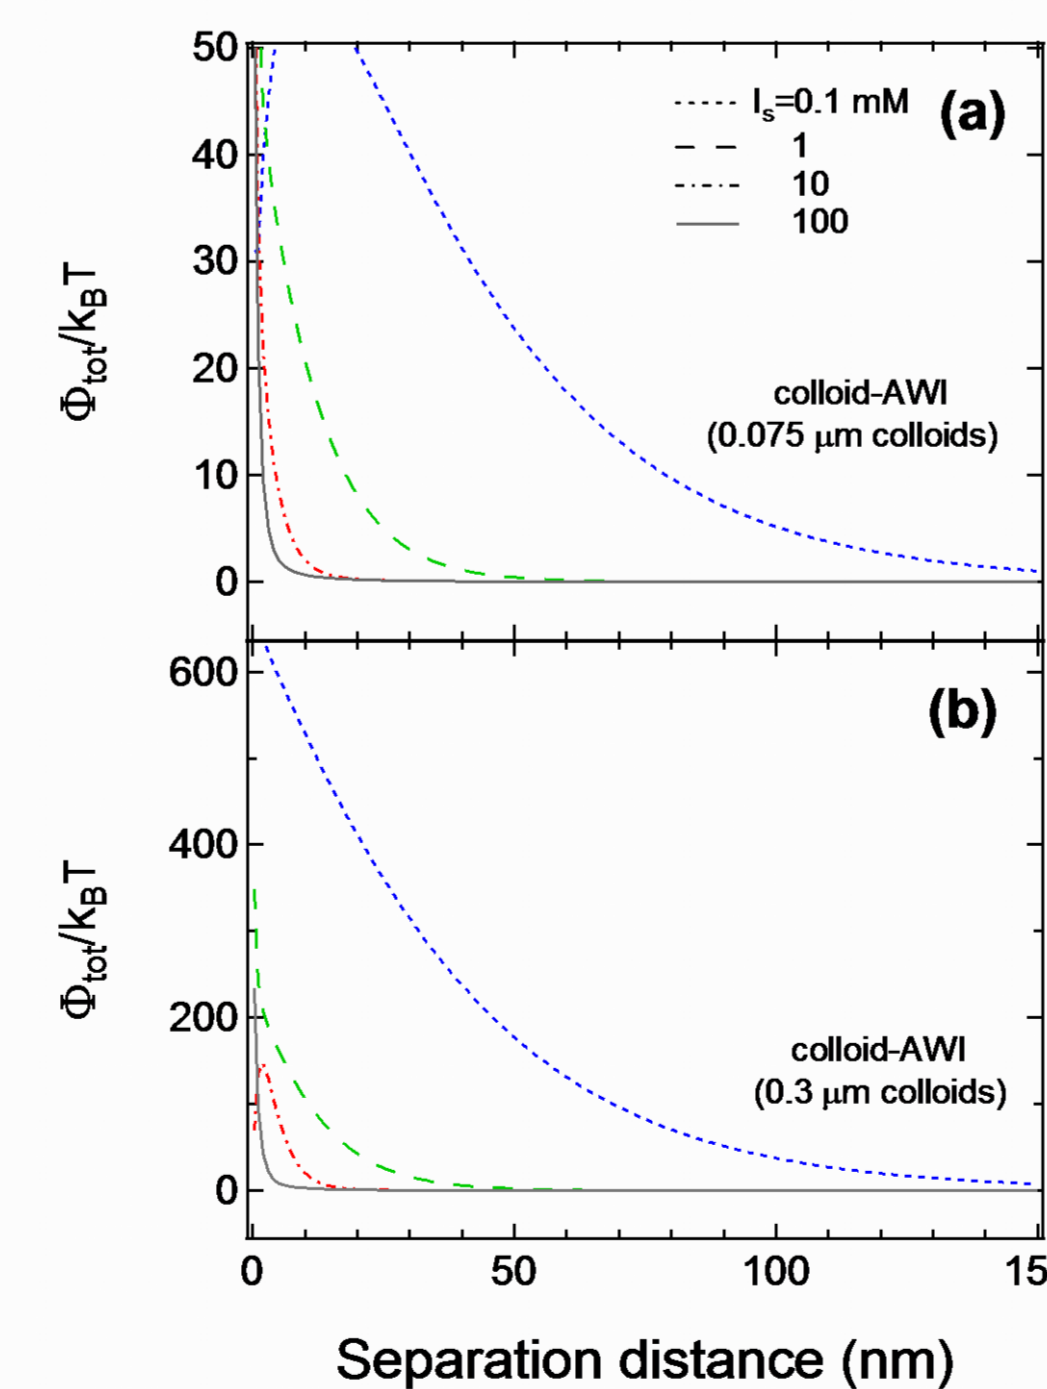 50
40
30
20
10
0
Φtot/kBT
Is=0.1 mM
1
10
100
(a)
colloid-AWI
(0.075 μm colloids)
600
400
200
0
Φtot/kBT
(b)
colloid-AWI
(0.3 μm colloids)
0 50 100 15
Separation distance (nm)